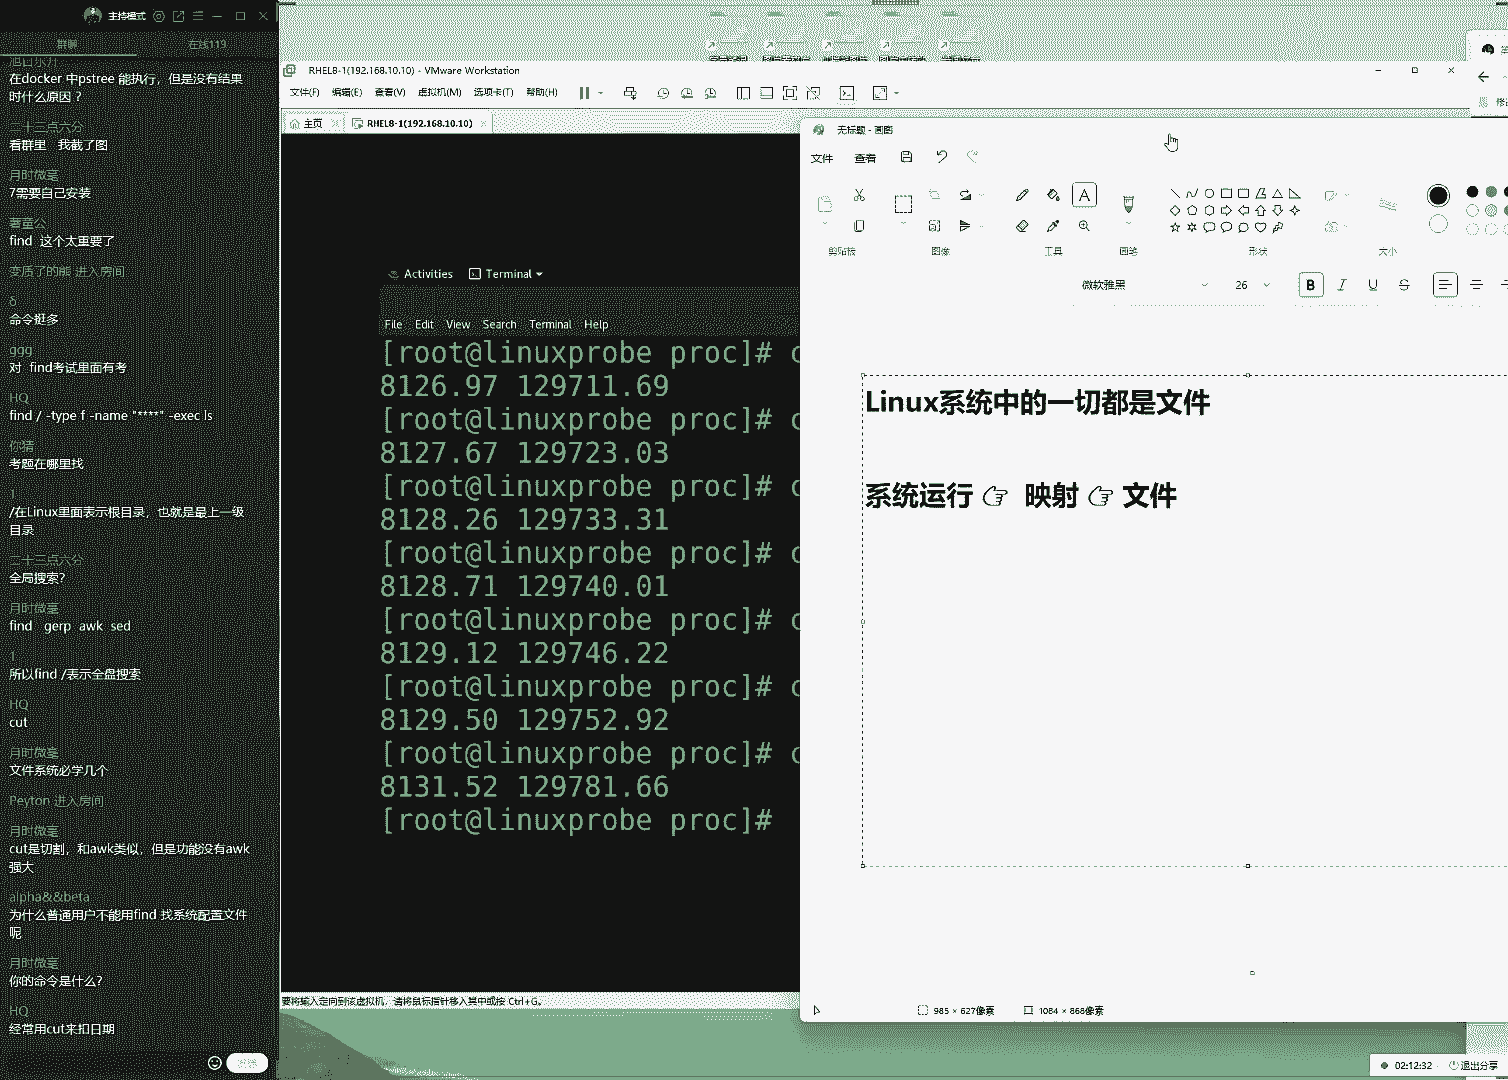 主持模式
群聊
在线119
在docker 中pstree 能执行，但是没有结果
时什么原因？
二十三点六分
看群里 我截了图
月时微毫
7需要自己安装
著童公
find 这个太重要了
变质了的熊 进入房间
δ
命令挺多
ggg
对 find考试里面有考
HQ
find / -type f -name "****" -exec ls
你猜
考题在哪里找
1
/在Linux里面表示根目录，也就是最上一级
目录
二十三点六分
全局搜索？
月时微毫
find gerp awk sed
1
所以find /表示全盘搜索
HQ
cut
月时微毫
文件系统必学几个
Peyton 进入房间
月时微毫
cut是切割，和awk类似，但是功能没有awk
强大
alpha&&beta
为什么普通用户不能用find 找系统配置文件
呢
月时微毫
你的命令是什么？
HQ
经常用cut来扣日期
RHEL8-1(192.168.10.10) - VMware Workstation
文件(F) 编辑(E) 查看(V) 虚拟机(M) 选项卡(T) 帮助(H)
主页 RHEL8-1(192.168.10.10)
Activities Terminal
File Edit View Search Terminal Help
[root@linuxprobe proc]# c
8126.97 129711.69
[root@linuxprobe proc]# c
8127.67 129723.03
[root@linuxprobe proc]# c
8128.26 129733.31
[root@linuxprobe proc]# c
8128.71 129740.01
[root@linuxprobe proc]# c
8129.12 129746.22
[root@linuxprobe proc]# c
8129.50 129752.92
[root@linuxprobe proc]# c
8131.52 129781.66
[root@linuxprobe proc]#
要将输入定向到该虚拟机，请将鼠标指针移入其中或按 Ctrl+G。
无标题 - 画图
文件 查看
剪贴板 图像 工具 画笔 形状 大小
微软雅黑 26 B I U S
Linux系统中的一切都是文件
系统运行 👉 映射 👉 文件
985 × 627像素 1084 × 868像素
02:12:32 退出分享